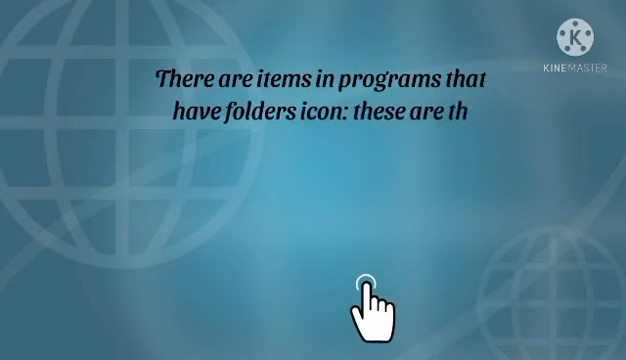 KINEMASTER
There are items in programs that
have folders icon: these are th